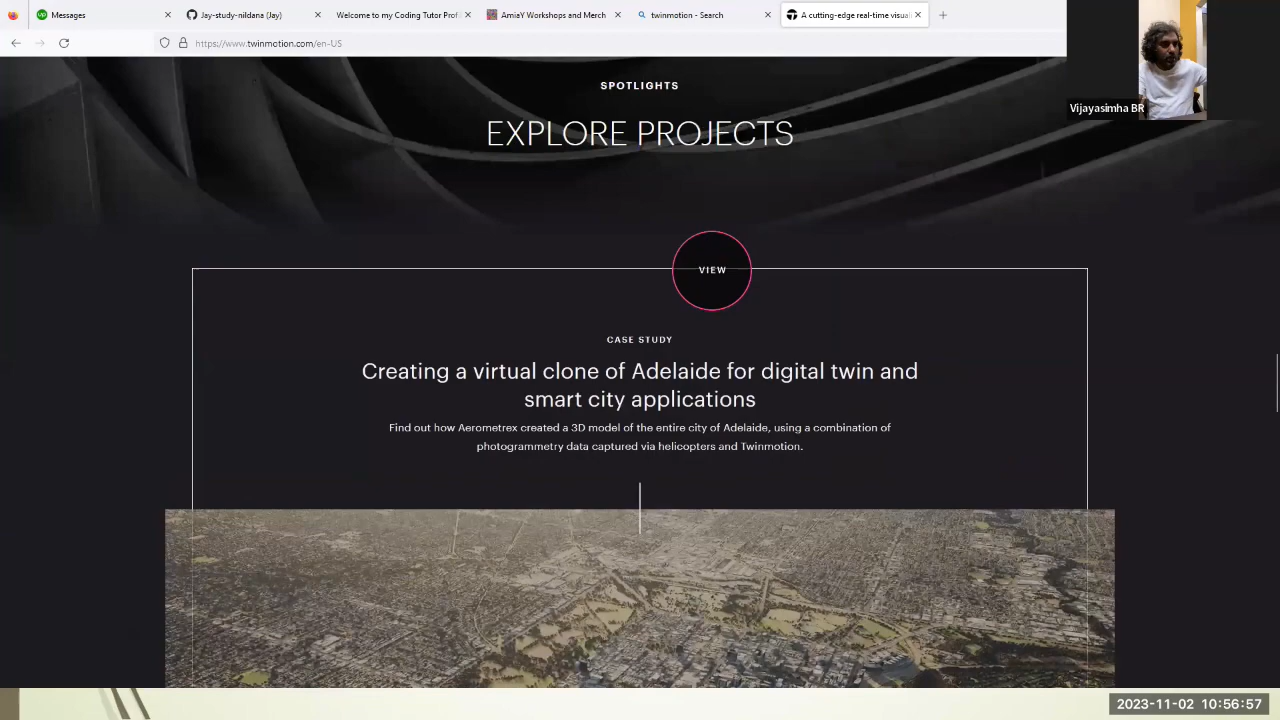 Messages
Jay-study-nildana (Jay)
Welcome to my Coding Tutor Prof
AmiaY Workshops and Merch
twinmotion - Search
A cutting-edge real-time visuali
https://www.twinmotion.com/en-US
Vijayasimha BR
SPOTLIGHTS
EXPLORE PROJECTS
VIEW
CASE STUDY
Creating a virtual clone of Adelaide for digital twin and
smart city applications
Find out how Aerometrex created a 3D model of the entire city of Adelaide, using a combination of
photogrammetry data captured via helicopters and Twinmotion.
2023-11-02 10:56:57